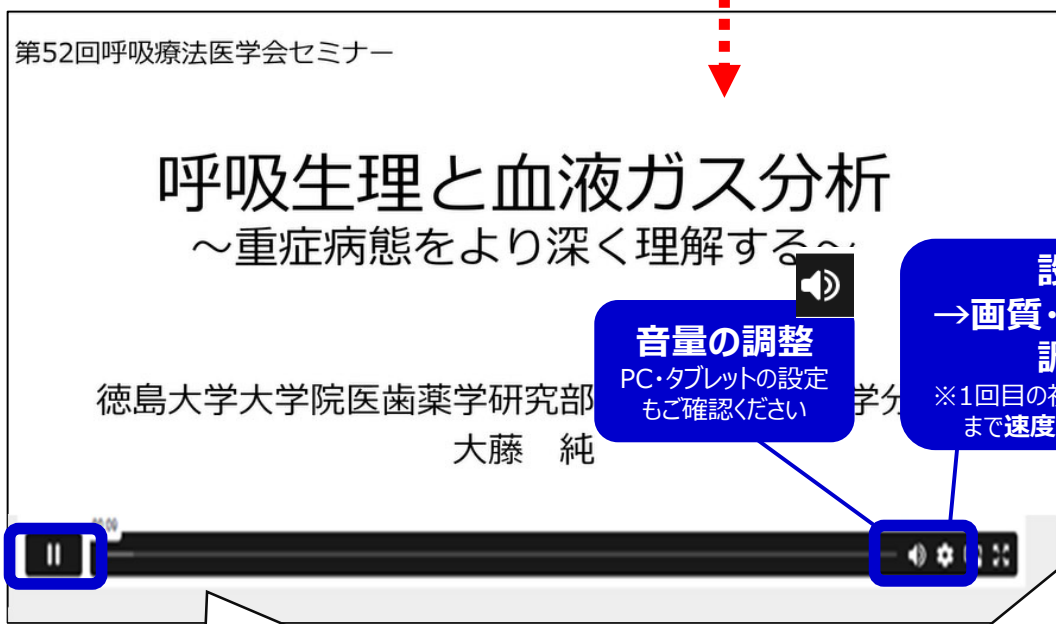 第52回呼吸療法医学会セミナー
呼吸生理と血液ガス分析
～重症病態をより深く理解する～
音量の調整
PC・タブレットの設定
もご確認ください
→画質・
※1回目の
まで速度
徳島大学大学院医歯薬学研究部
大藤　純
00:09